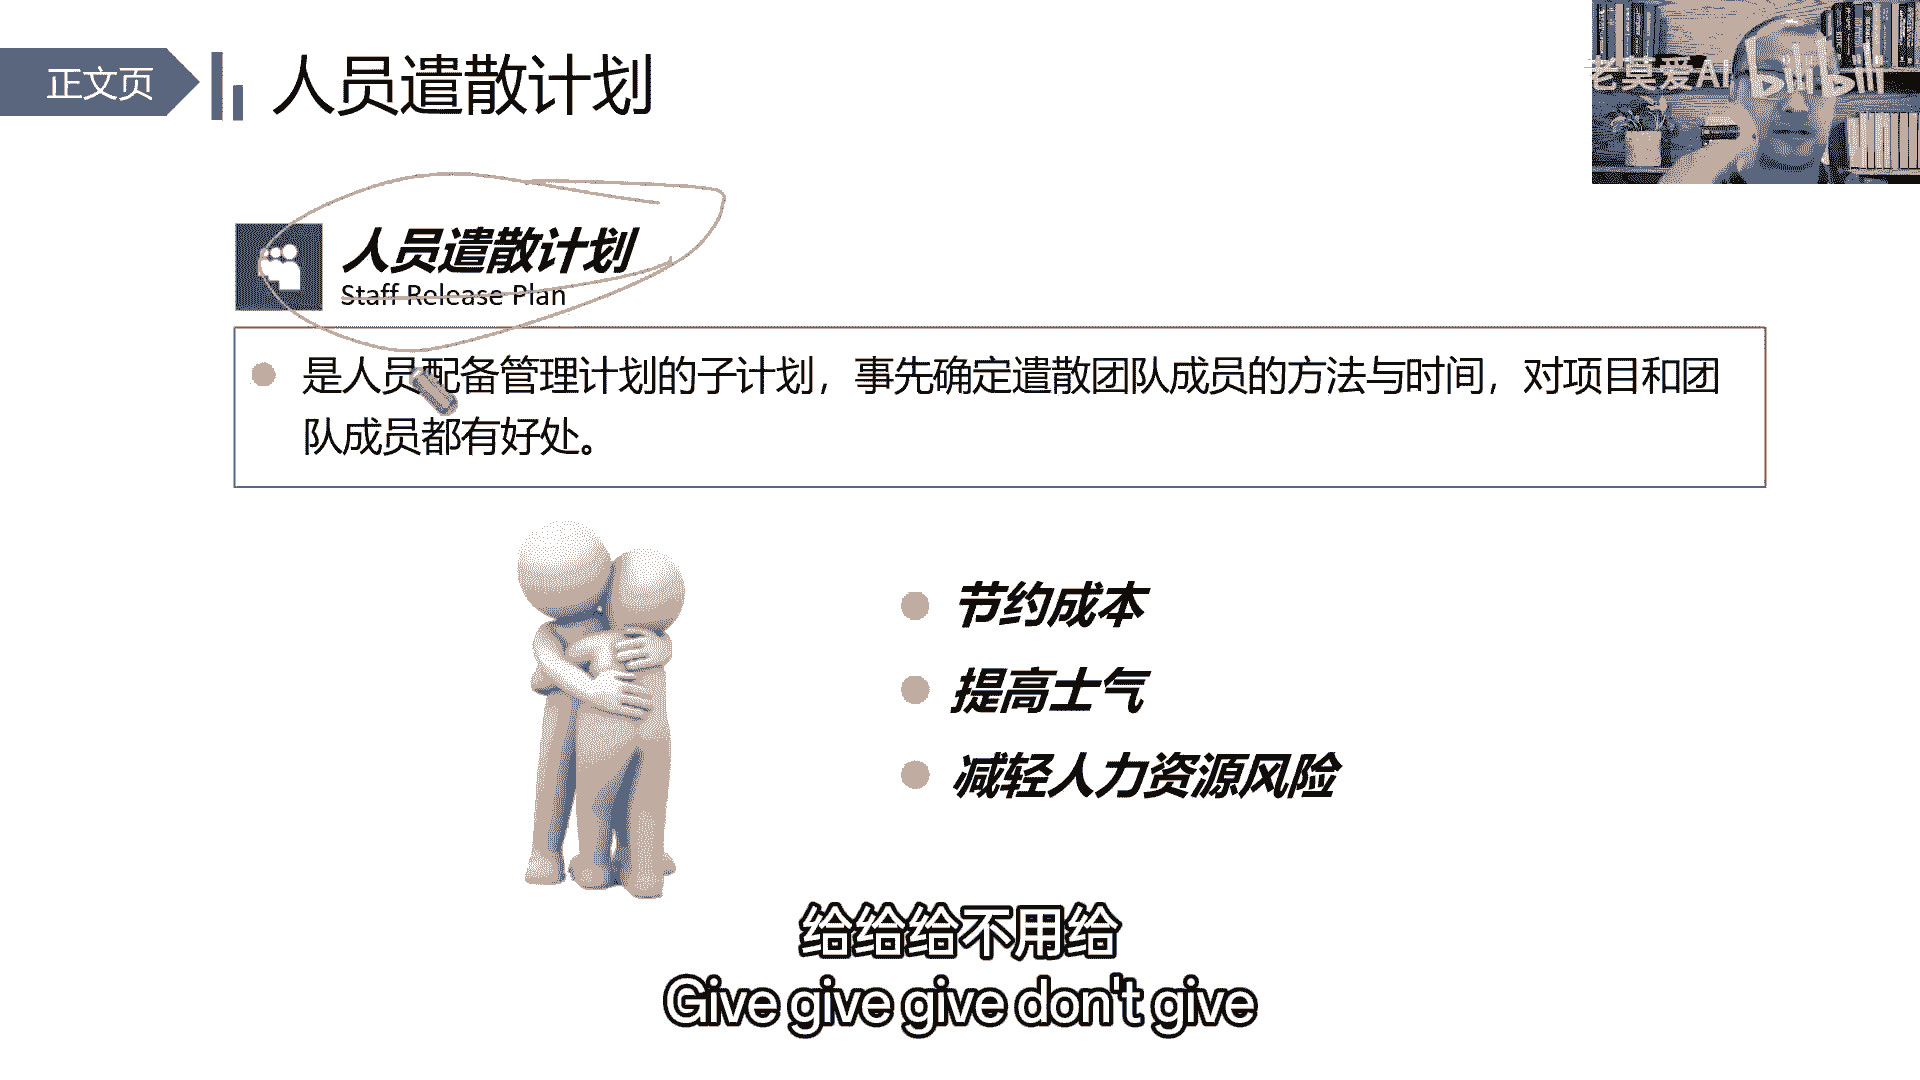 正文页
人员遣散计划
老莫爱AI bilibili
人员遣散计划
Staff Release Plan
是人员配备管理计划的子计划，事先确定遣散团队成员的方法与时间，对项目和团
队成员都有好处。
节约成本
提高士气
减轻人力资源风险
给给给不用给
Give give give don't give